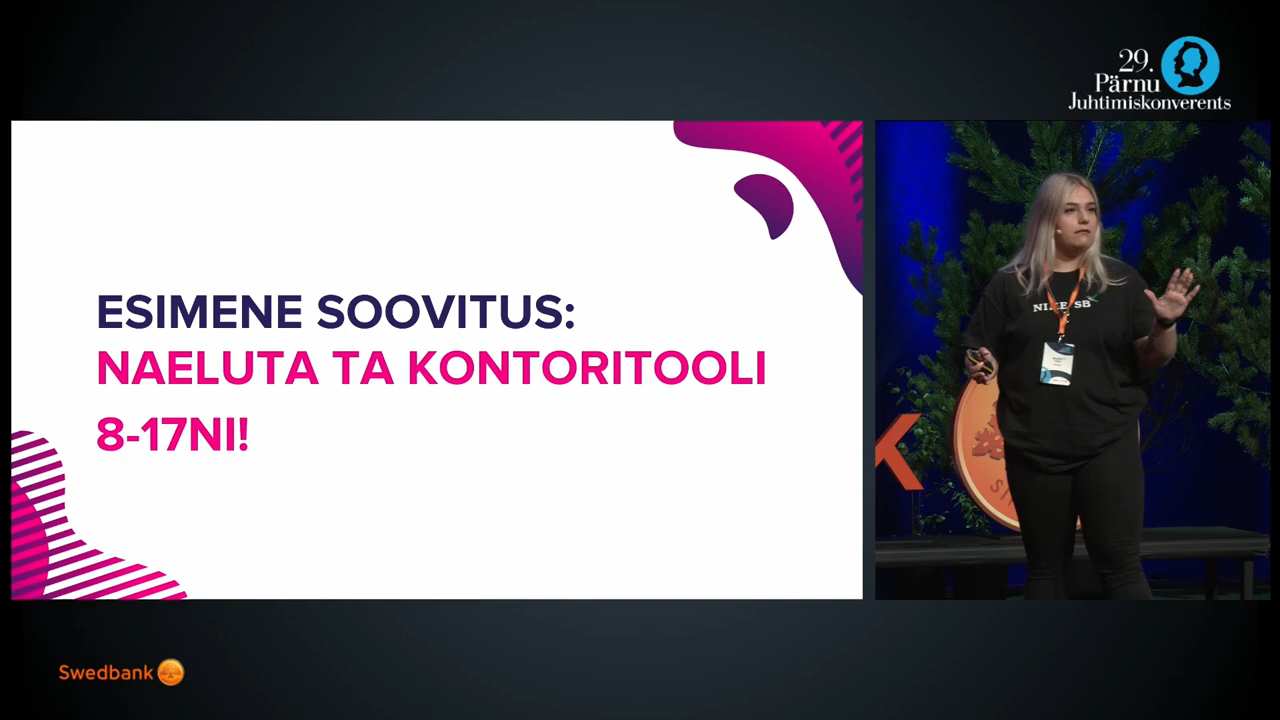 29.
Pärnu
Juhtimiskonverents
ESIMENE SOOVITUS:
NAELUTA TA KONTORITOOLI
8-17NI!
NIKE SB
K
Swedbank